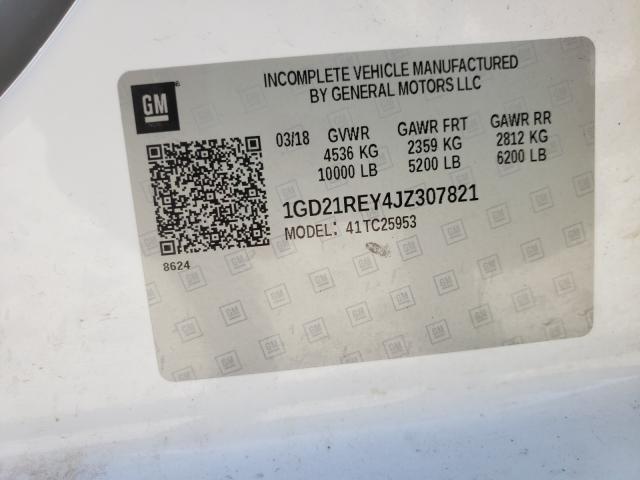 GM
INCOMPLETE VEHICLE MANUFACTURED
BY GENERAL MOTORS LLC
03/18 GVWR GAWR FRT GAWR RR
4536 KG 2359 KG 2812 KG
10000 LB 5200 LB 6200 LB
1GD21REY4JZ307821
MODEL: 41TC25953
8624